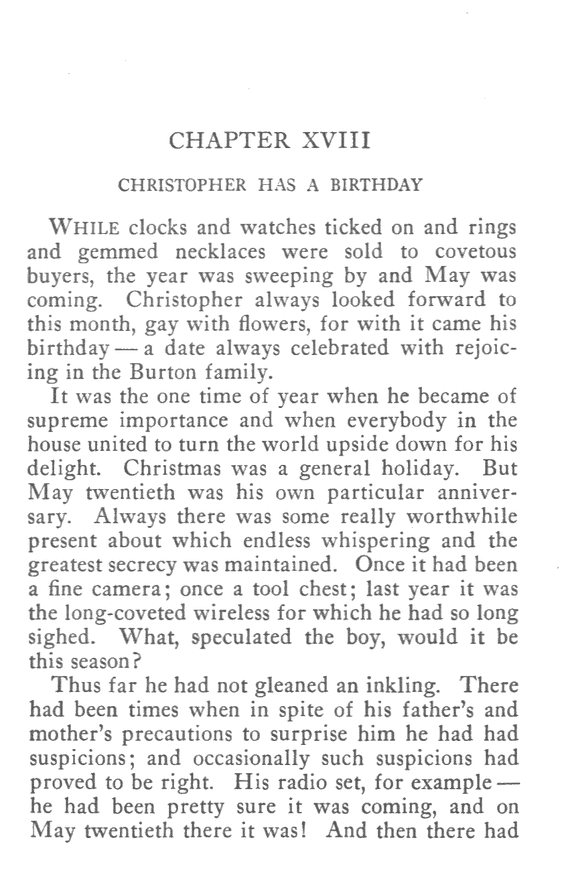 CHAPTER XVIII
CHRISTOPHER HAS A BIRTHDAY
WHILE clocks and watches ticked on and rings
and gemmed necklaces were sold to covetous
buyers, the year was sweeping by and May was
coming. Christopher always looked forward to
this month, gay with flowers, for with it came his
birthday — a date always celebrated with rejoic-
ing in the Burton family.
It was the one time of year when he became of
supreme importance and when everybody in the
house united to turn the world upside down for his
delight. Christmas was a general holiday. But
May twentieth was his own particular anniver-
sary. Always there was some really worthwhile
present about which endless whispering and the
greatest secrecy was maintained. Once it had been
a fine camera; once a tool chest; last year it was
the long-coveted wireless for which he had so long
sighed. What, speculated the boy, would it be
this season?
Thus far he had not gleaned an inkling. There
had been times when in spite of his father's and
mother's precautions to surprise him he had had
suspicions; and occasionally such suspicions had
proved to be right. His radio set, for example —
he had been pretty sure it was coming, and on
May twentieth there it was! And then there had